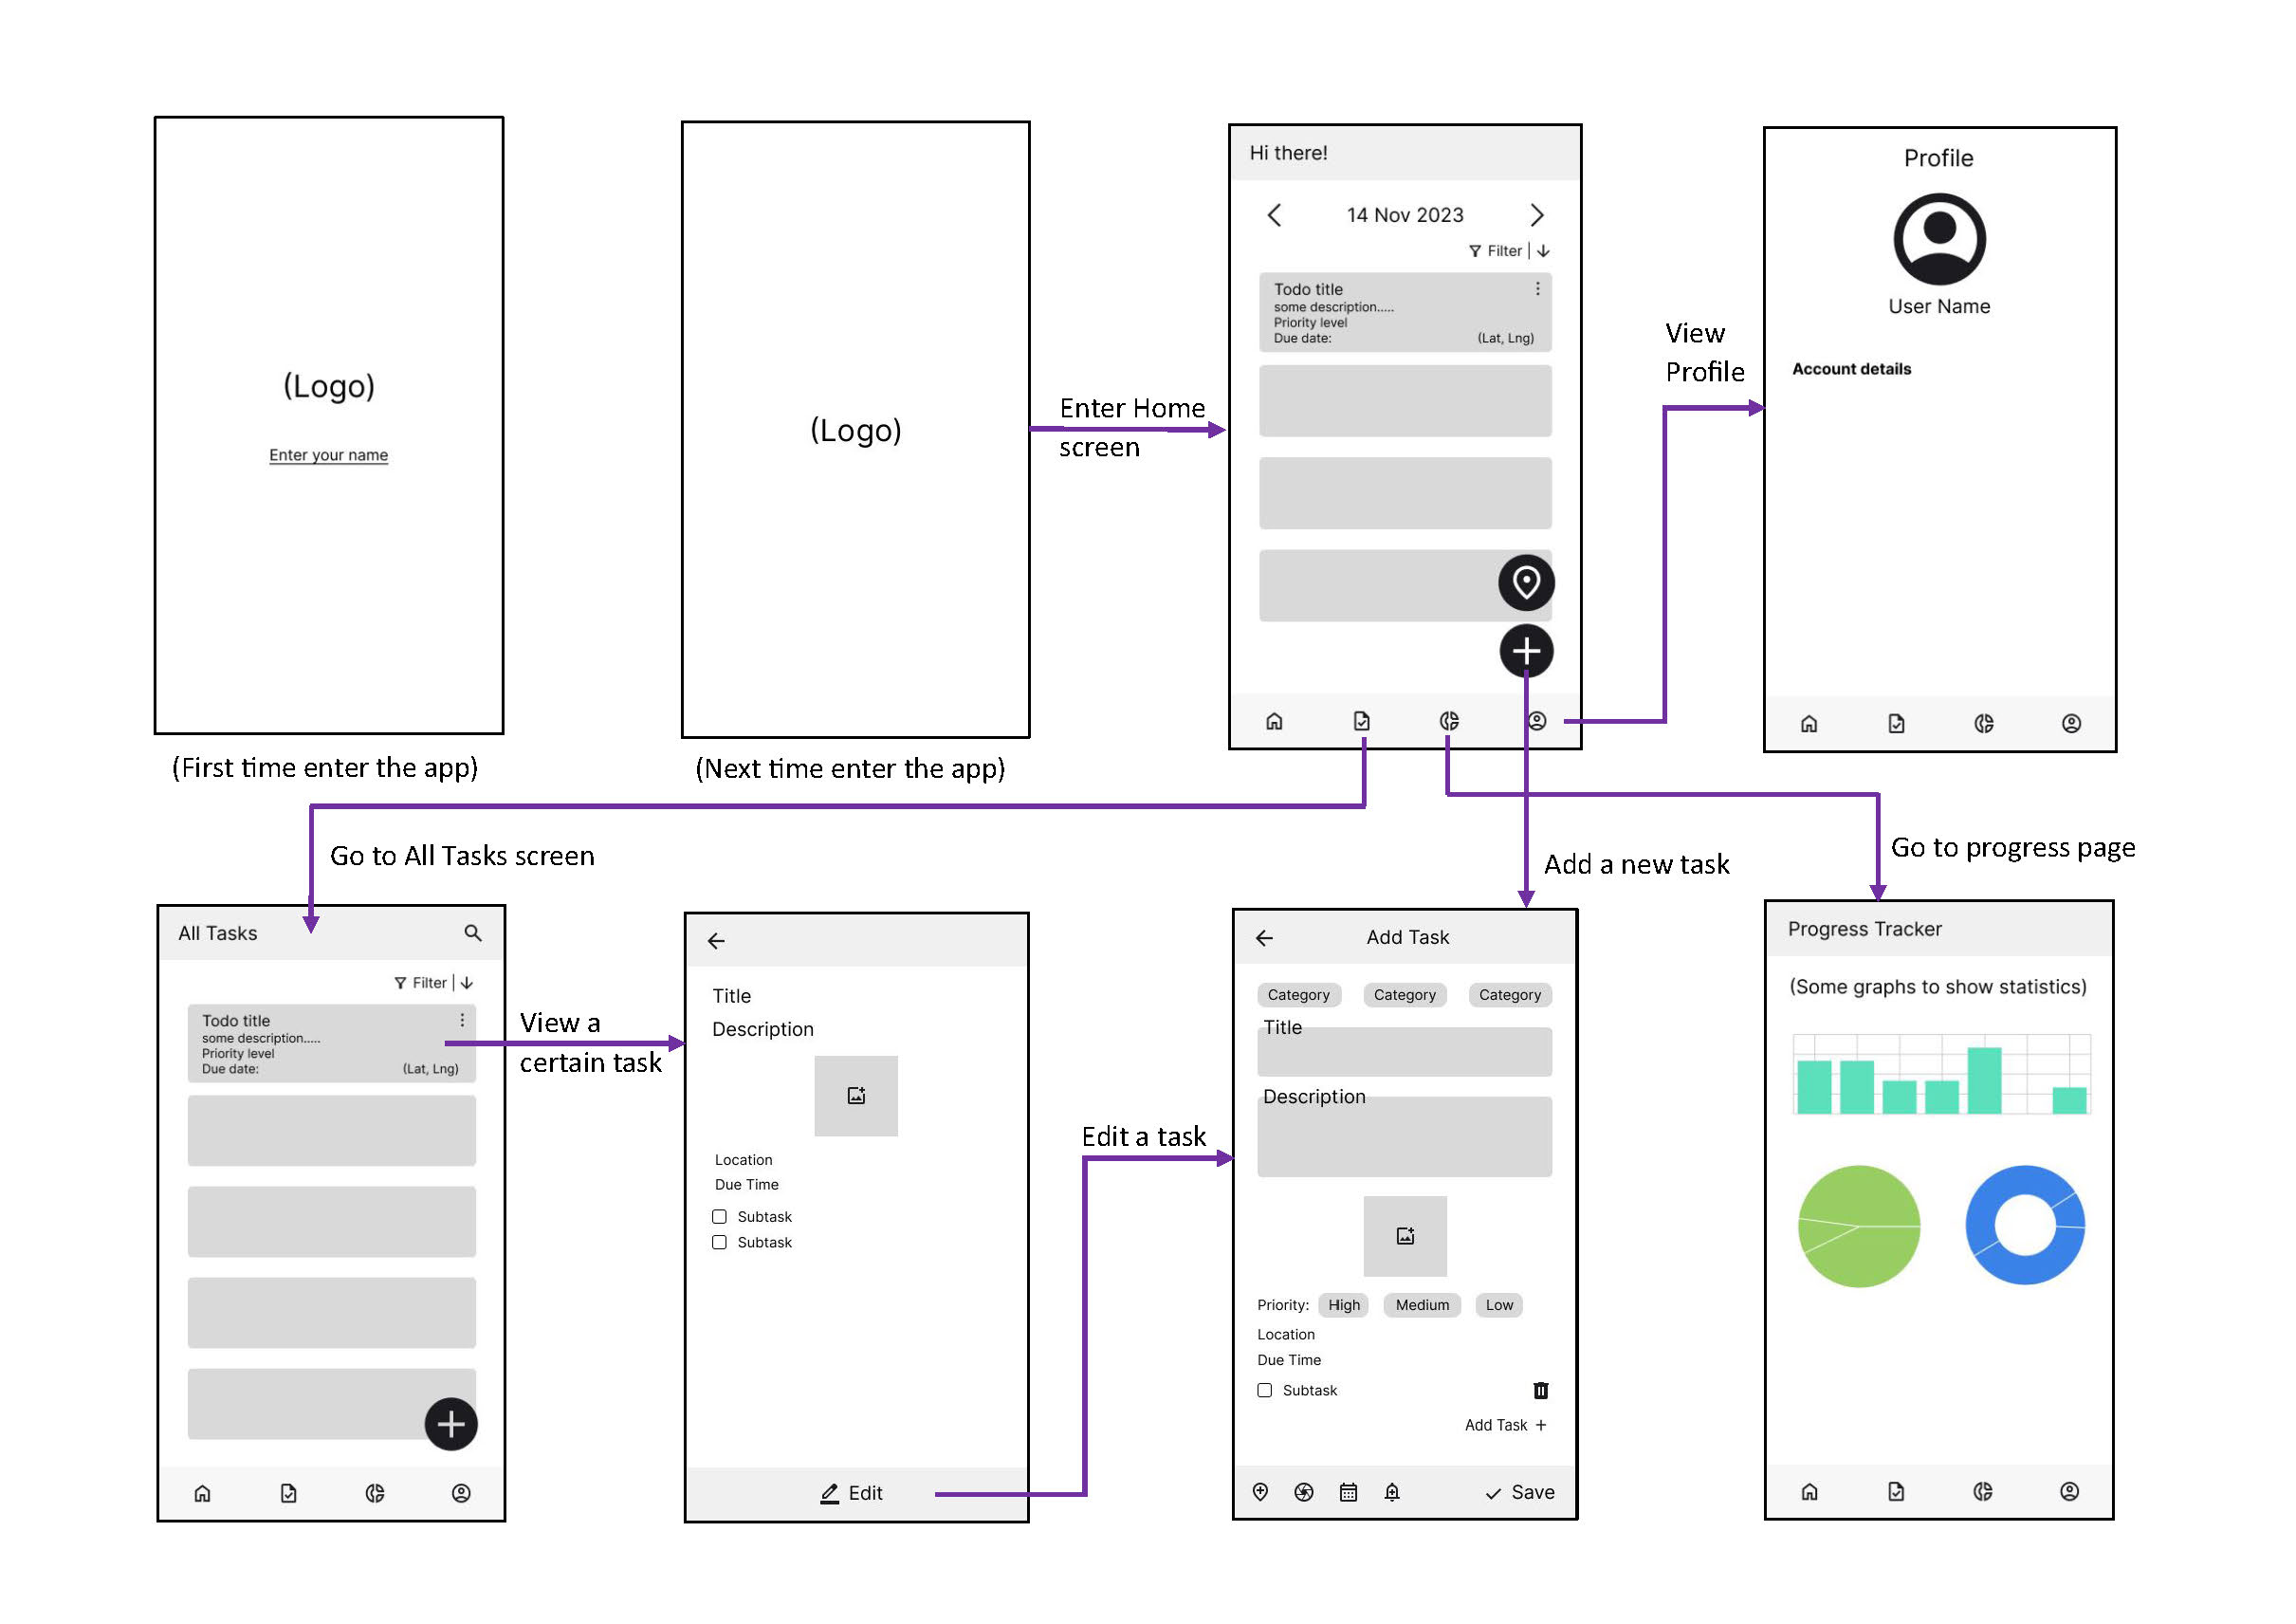 (Logo)
Enter your name
(First time enter the app)
(Logo)
(Next time enter the app)
Enter Home
screen
Hi there!
14 Nov 2023
Filter
Todo title
some description.....
Priority level
Due date:
(Lat, Lng)
View
Profile
Profile
User Name
Account details
Go to All Tasks screen
Add a new task
Go to progress page
All Tasks
Filter
Todo title
some description.....
Priority level
Due date:
(Lat, Lng)
View a
certain task
Title
Description
Location
Due Time
Subtask
Subtask
Edit
Edit a task
Add Task
Category
Category
Category
Title
Description
Priority:
High
Medium
Low
Location
Due Time
Subtask
Add Task +
Save
Progress Tracker
(Some graphs to show statistics)